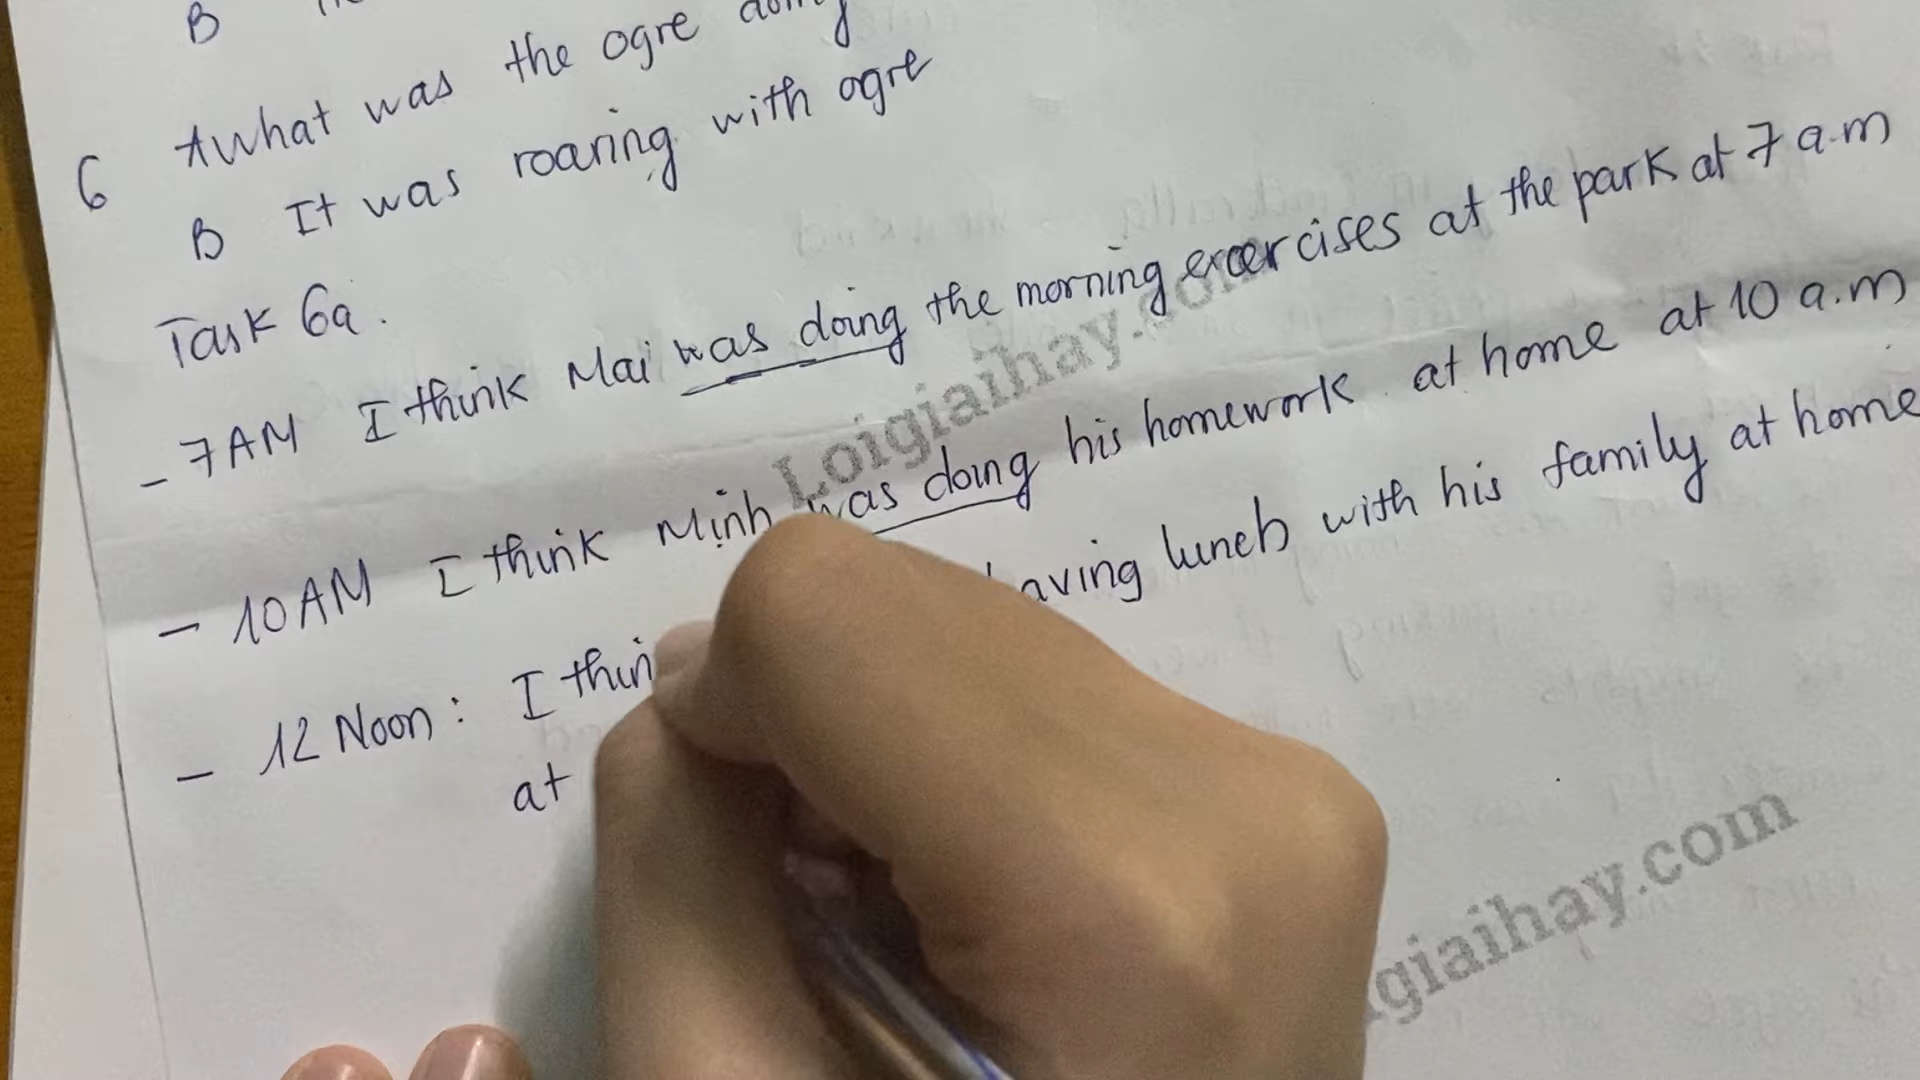 B
6 A What was the ogre doing
B It was roaring with ogre
Task 6a.
- 7AM I think Mai was doing the morning exercises at the park at 7 a.m
- 10AM I think Minh was doing his homework at home at 10 a.m
- 12 Noon: I thin having lunch with his family at home
at
Loigiaihay.com
giaihay.com